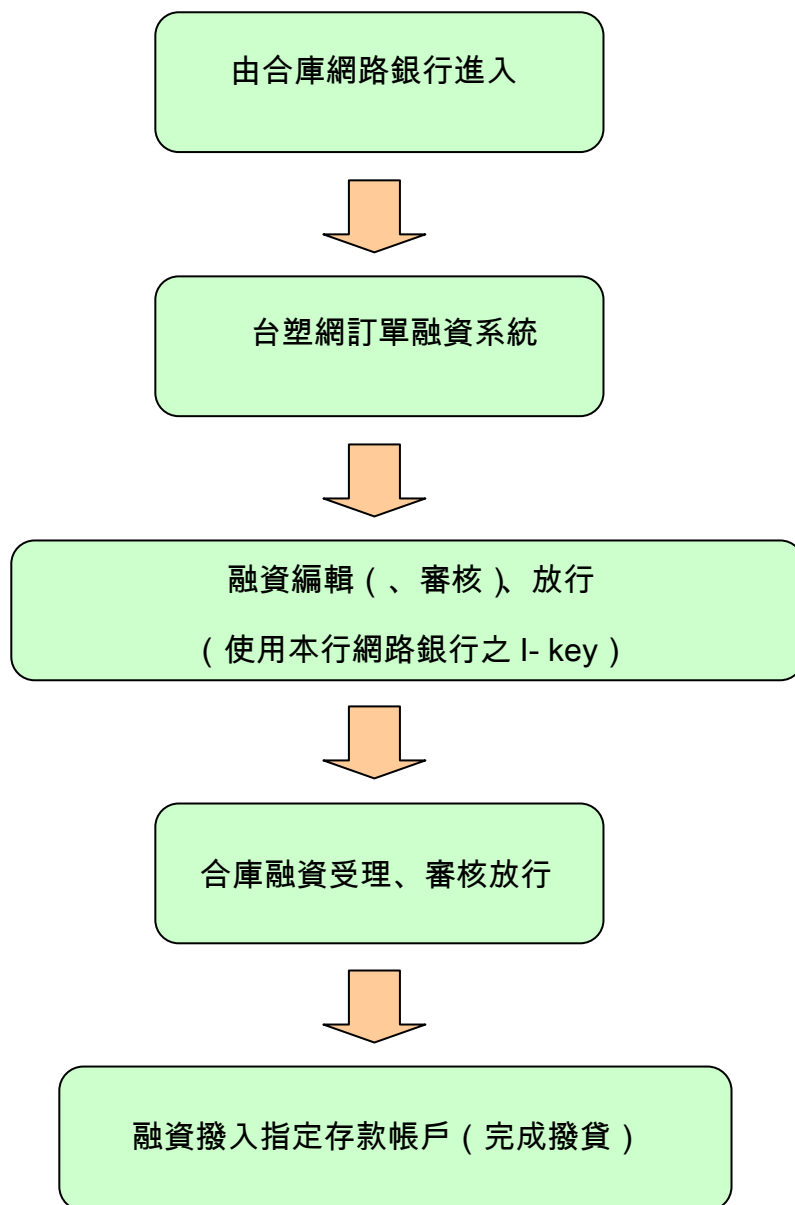 由合庫網路銀行進入
台塑網訂單融資系統
融資編輯（、審核）、放行
（使用本行網路銀行之 I- key）
合庫融資受理、審核放行
融資撥入指定存款帳戶（完成撥貸）